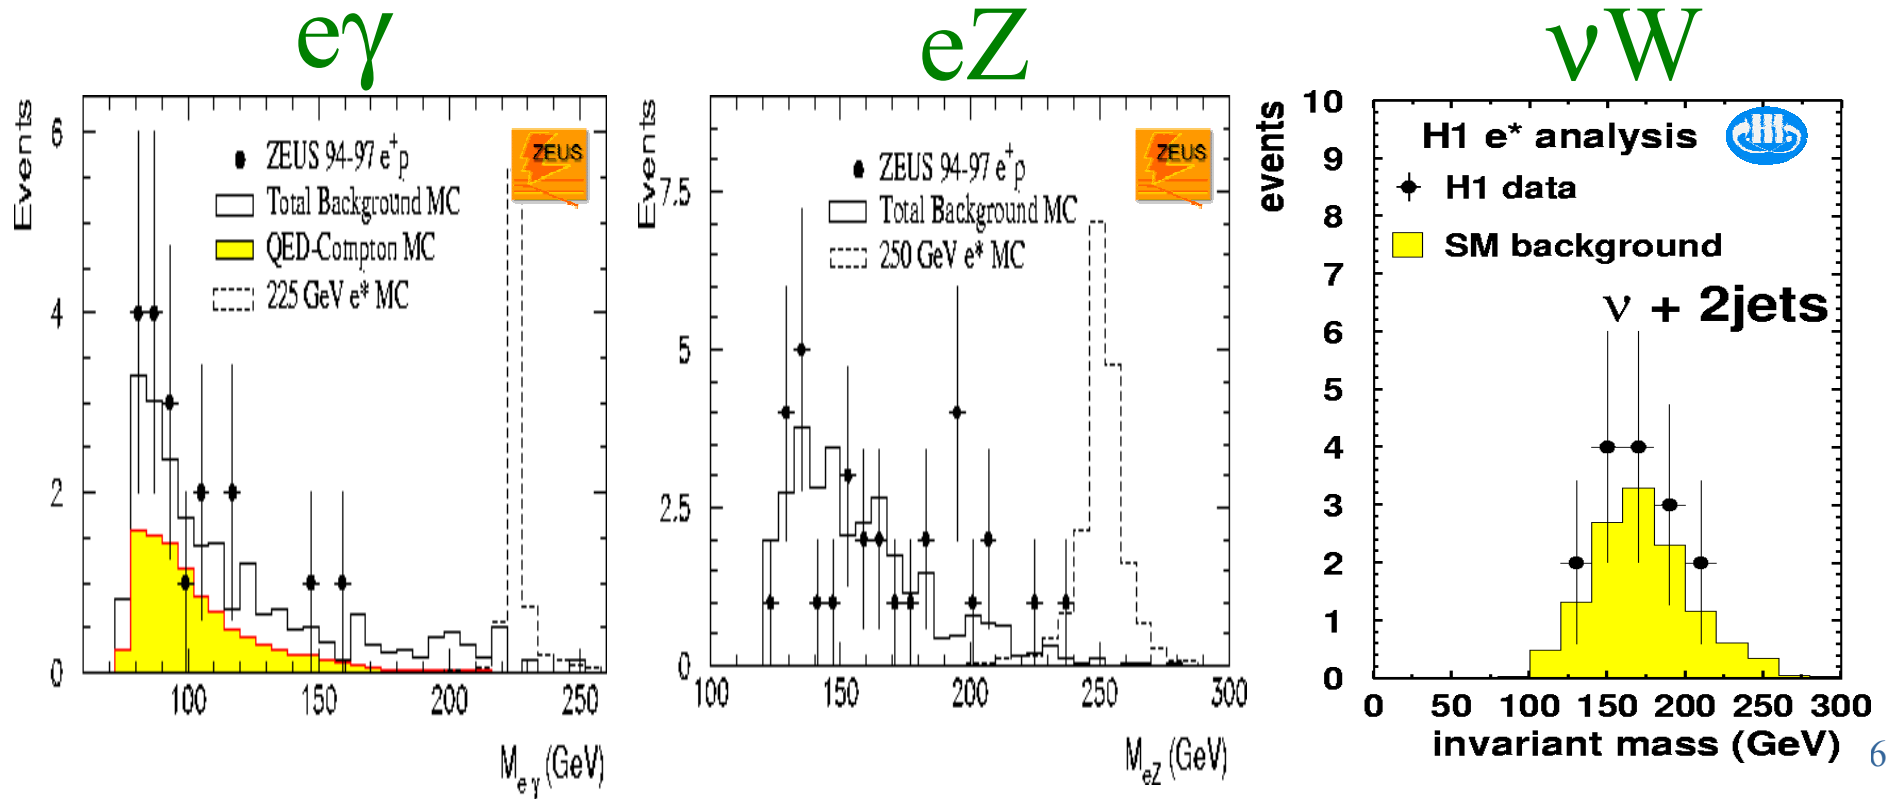 eγ
Events
6
4
2
0
ZEUS 94-97 e⁺p
Total Background MC
QED-Compton MC
225 GeV e* MC
ZEUS
100 150 200 250
M_eγ (GeV)
eZ
Events
7.5
5
2.5
0
ZEUS 94-97 e⁺p
Total Background MC
250 GeV e* MC
ZEUS
100 150 200 250 300
M_eZ (GeV)
νW
events
10
9
8
7
6
5
4
3
2
1
0
H1 e* analysis
H1 data
SM background
ν + 2jets
0 50 100 150 200 250 300
invariant mass (GeV)
6